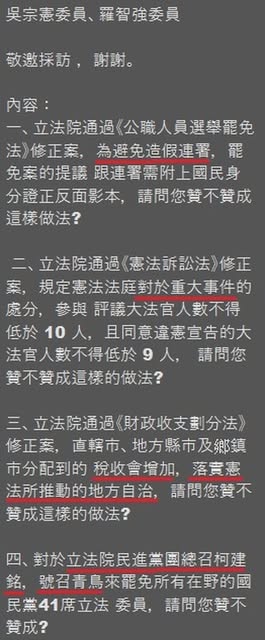 吳宗憲委員、羅智強委員
敬邀採訪，謝謝。
內容：
一、立法院通過《公職人員選舉罷免
法》修正案，為避免造假連署，罷
免案的提議 跟連署需附上國民身
分證正反面影本，請問您贊不贊成
這樣做法?
二、立法院通過《憲法訴訟法》修正
案，規定憲法法庭對於重大事件的
處分，參與 評議大法官人數不得
低於 10 人，且同意違憲宣告的大
法官人數不得低於 9 人， 請問您
贊不贊成這樣的做法?
三、立法院通過《財政收支劃分法》
修正案，直轄市、地方縣市及鄉鎮
市分配到的 稅收會增加，落實憲
法所推動的地方自治，請問您贊不
贊成這樣的做法?
四、對於立法院民進黨團總召柯建
銘，號召青鳥來罷免所有在野的國
民黨41席立法 委員，請問您贊不
贊成這樣的做法?